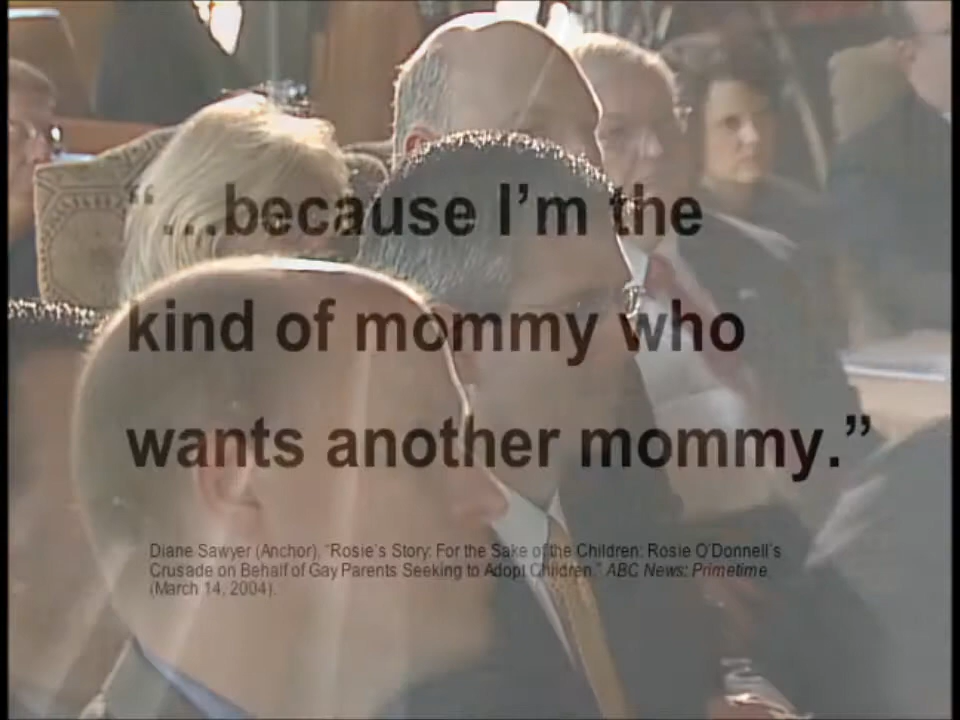 “...because I’m the
kind of mommy who
wants another mommy.”
Diane Sawyer (Anchor), “Rosie’s Story: For the Sake of the Children: Rosie O’Donnell’s
Crusade on Behalf of Gay Parents Seeking to Adopt Children.” ABC News: Primetime
(March 14, 2004).